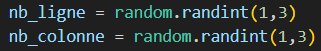 nb_ligne = random.randint(1,3)
nb_colonne = random.randint(1,3)